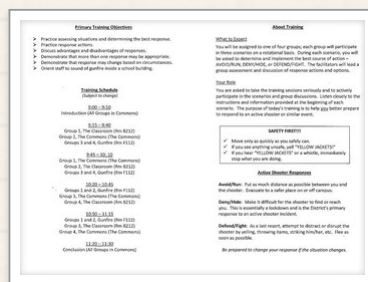 Primary Training Objectives
Practice assessing situations and determining the best response.
Practice response actions.
Discuss advantages and disadvantages of responses.
Demonstrate that more than one response may be appropriate.
Demonstrate that response may change based on circumstances.
Orient staff to sound of gunfire inside a school building.
Training Schedule
(Subject to change)
9:00 – 9:10
Introduction (All Groups in Commons)
9:15 – 9:40
Group 1, The Classroom (Rm B212)
Group 2, The Commons (The Commons)
Groups 3 and 4, Gunfire (Rm F112)
9:45 – 10:10
Group 1, The Commons (The Commons)
Group 2, The Classroom (Rm B212)
Groups 3 and 4, Gunfire (Rm F112)
10:20 – 10:45
Groups 1 and 2, Gunfire (Rm F112)
Group 3, The Commons (The Commons)
Group 4, The Classroom (Rm B212)
10:50 – 11:15
Groups 1 and 2, Gunfire (Rm F112)
Group 3, The Classroom (Rm B212)
Group 4, The Commons (The Commons)
11:20 – 11:30
Conclusion (All Groups in Commons)
About Training
What to Expect
You will be assigned to one of four groups; each group will participate
in three scenarios on a rotational basis. During each scenario, you will
be asked to determine and implement the best course of action –
AVOID/RUN, DENY/HIDE, or DEFEND/FIGHT. The facilitators will lead a
group assessment and discussion of response actions and options.
Your Role
You are asked to take the training sessions seriously and to actively
participate in the scenarios and group discussions. Listen closely to the
instructions and information provided at the beginning of each
scenario. The purpose of today's training is to help you better prepare
to respond to an active shooter or similar event.
SAFETY FIRST!!!
Move only as quickly as you safely can.
If you see anything unsafe, yell "YELLOW JACKETS!"
If you hear "YELLOW JACKETS!" or a whistle, immediately
stop what you are doing.
Active Shooter Responses
Avoid/Run: Put as much distance as possible between you and
the shooter. Evacuate to a safer place on or off campus.
Deny/Hide: Make it difficult for the shooter to find or reach
you. This is essentially a lockdown and is the District's primary
response to an active shooter incident.
Defend/Fight: As a last resort, attempt to distract or disrupt the
shooter by yelling, throwing items, striking him/her, etc. Flee as
soon as possible.
Be prepared to change your response if the situation changes.